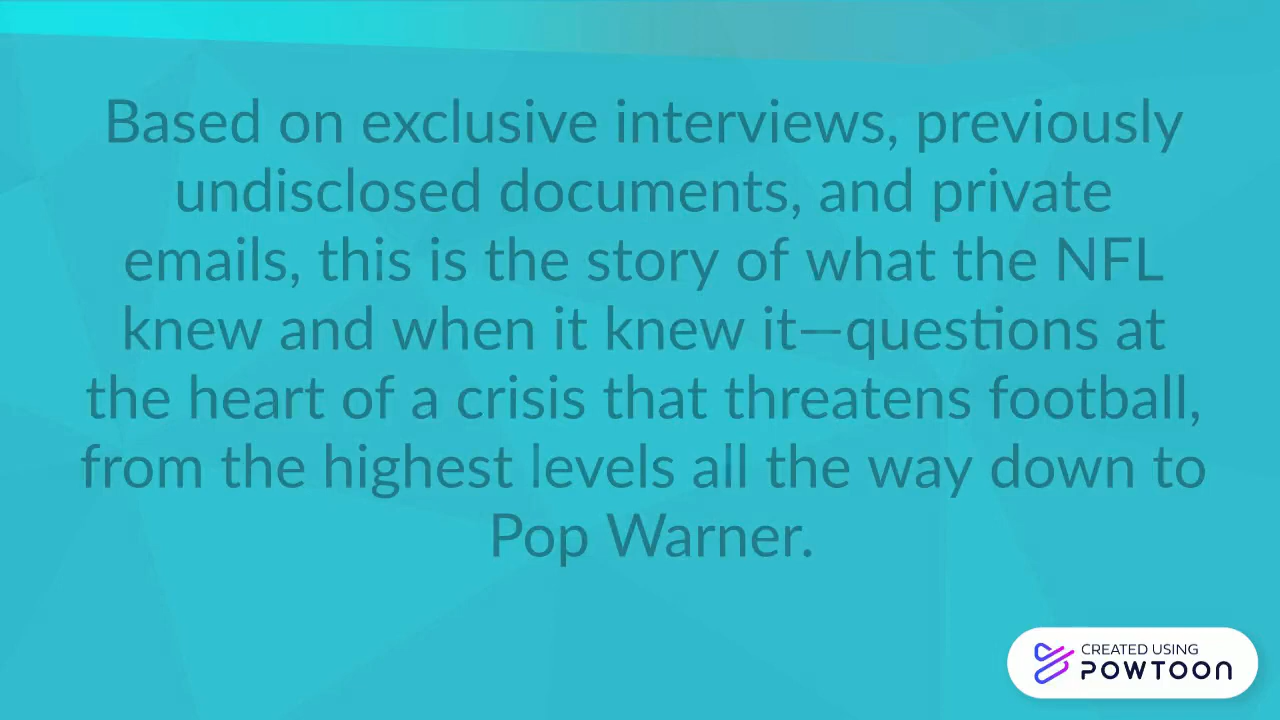 Based on exclusive interviews, previously
undisclosed documents, and private
emails, this is the story of what the NFL
knew and when it knew it—questions at
the heart of a crisis that threatens football,
from the highest levels all the way down to
Pop Warner.
CREATED USING
POWTOON